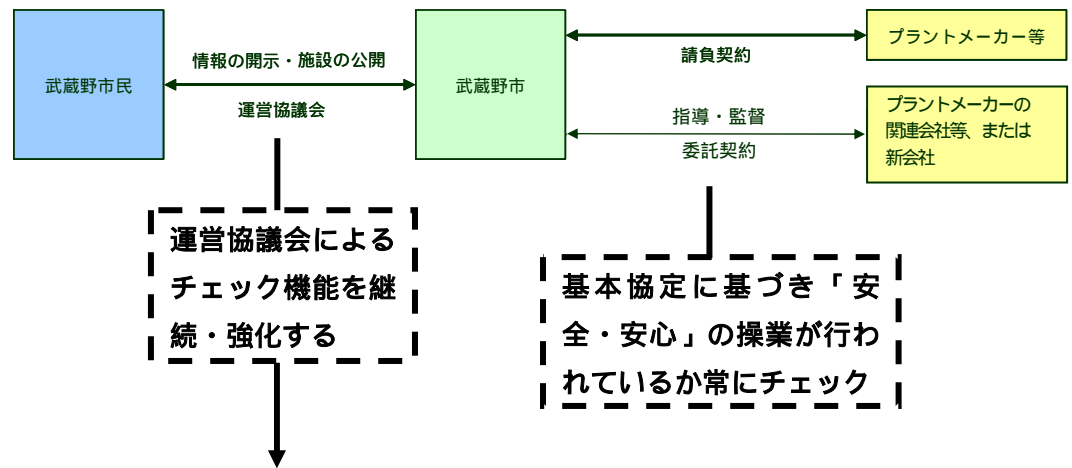 武蔵野市民
情報の開示・施設の公開
運営協議会
武蔵野市
請負契約
プラントメーカー等
指導・監督
委託契約
プラントメーカーの
関連会社等、または
新会社
運営協議会による
チェック機能を継
続・強化する
基本協定に基づき「安
全・安心」の操業が行わ
れているか常にチェック